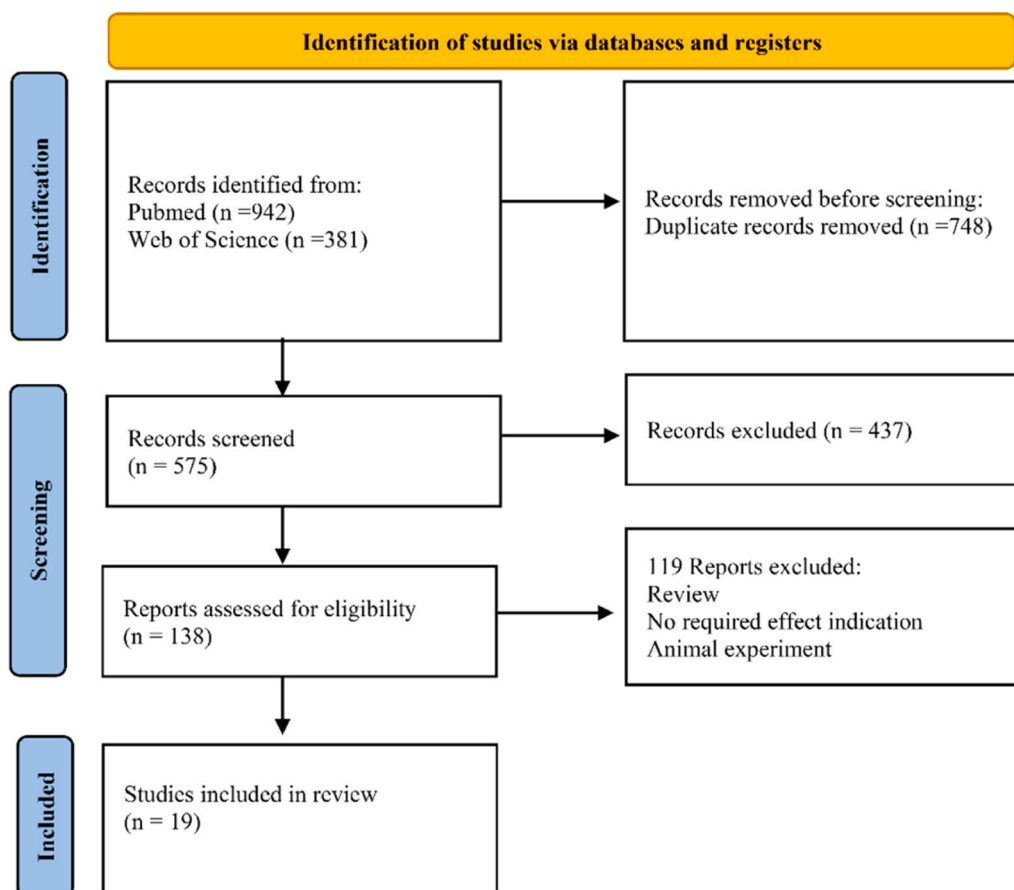 Identification of studies via databases and registers
Identification
Records identified from:
Pubmed (n =942)
Web of Science (n =381)
Records removed before screening:
Duplicate records removed (n =748)
Screening
Records screened
(n = 575)
Records excluded (n = 437)
Reports assessed for eligibility
(n = 138)
119 Reports excluded:
Review
No required effect indication
Animal experiment
Included
Studies included in review
(n = 19)